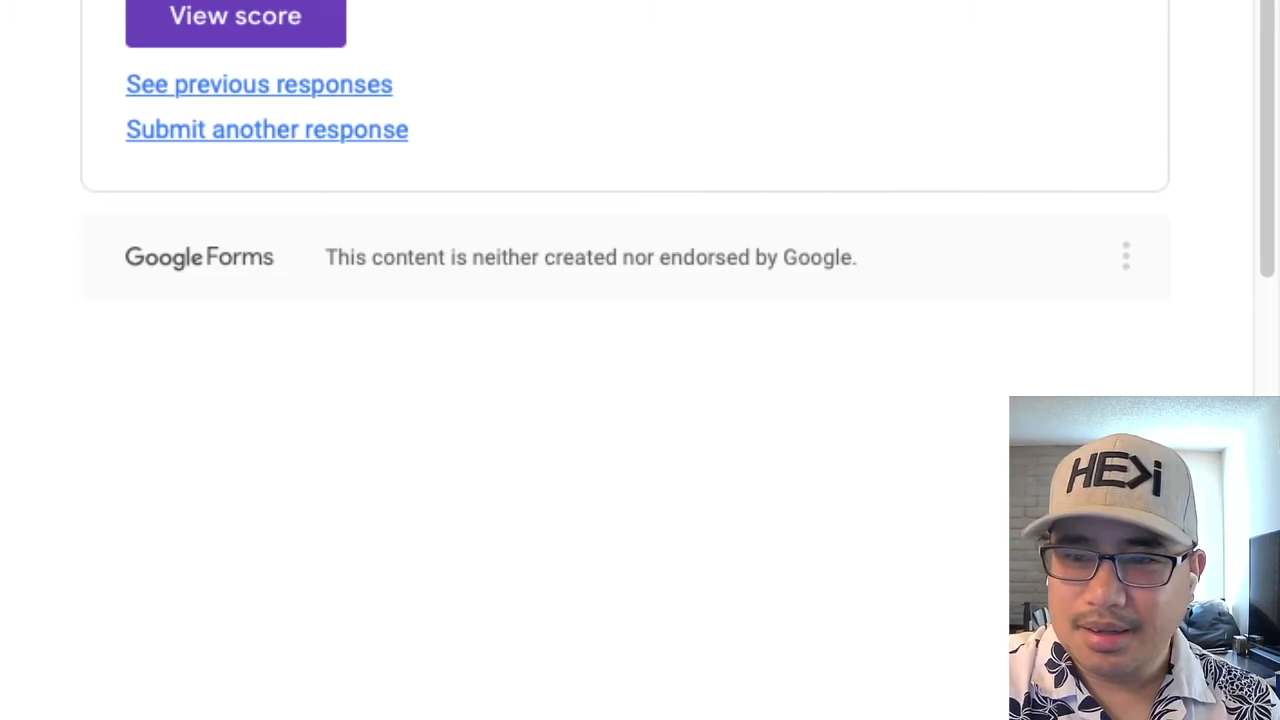 View score
See previous responses
Submit another response
Google Forms This content is neither created nor endorsed by Google.
HE>i